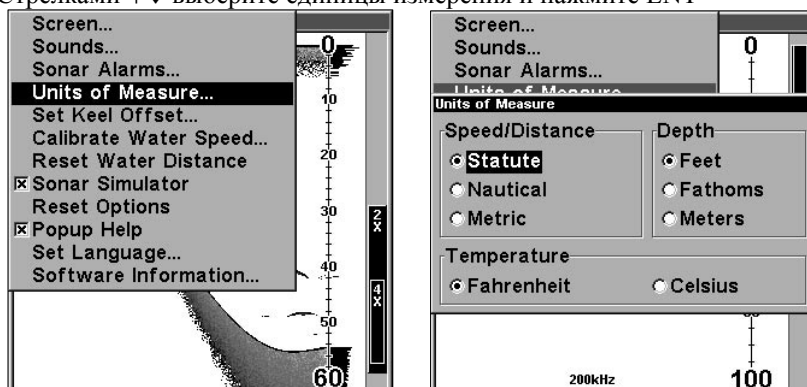 Стрелками ↑↓ выберите единицы измерения и нажмите ENT
Screen...
Sounds...
Sonar Alarms...
Units of Measure...
Set Keel Offset...
Calibrate Water Speed...
Reset Water Distance
Sonar Simulator
Reset Options
Popup Help
Set Language...
Software Information...
0
10
20
30
40
50
60
2X
4X
Screen...
Sounds...
Sonar Alarms...
Units of Measure...
0
Units of Measure
Speed/Distance
Statute
Nautical
Metric
Depth
Feet
Fathoms
Meters
Temperature
Fahrenheit
Celsius
200kHz
100